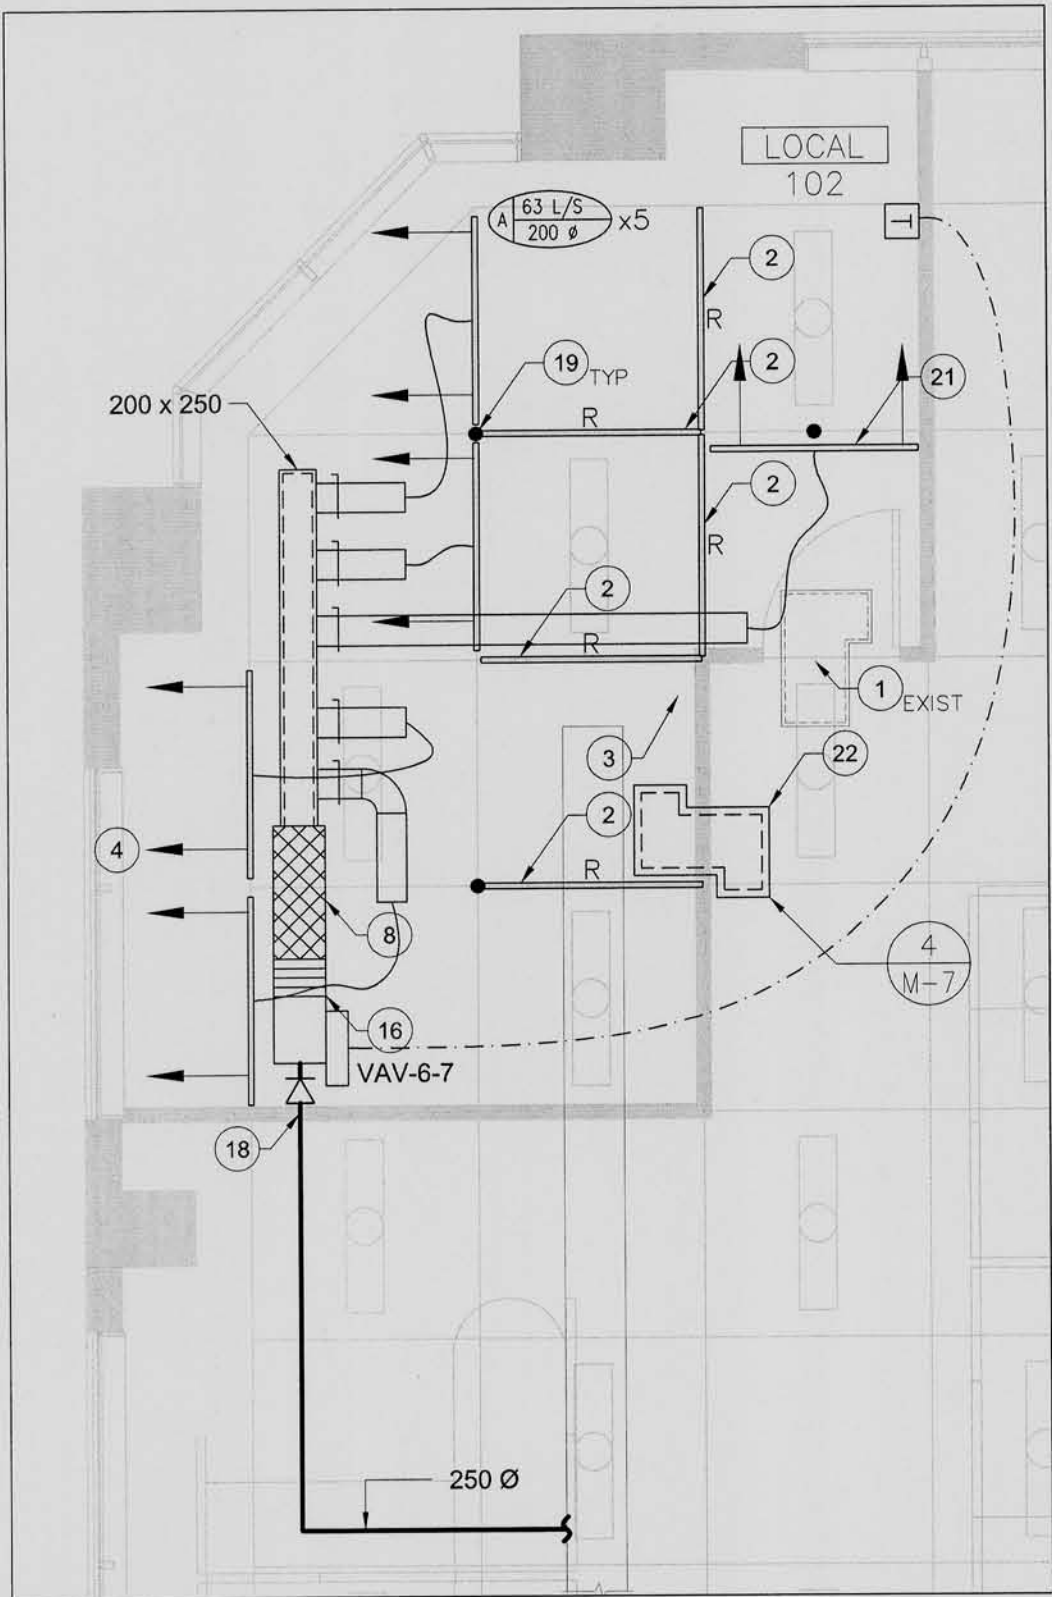 LOCAL
102
A 63 L/S x5
200 ø
T
2
R
19 TYP
2
21
200 x 250
R
2
R
2
R
1 EXIST
3
22
2
4
R
8
4
M-7
16
VAV-6-7
18
250 Ø